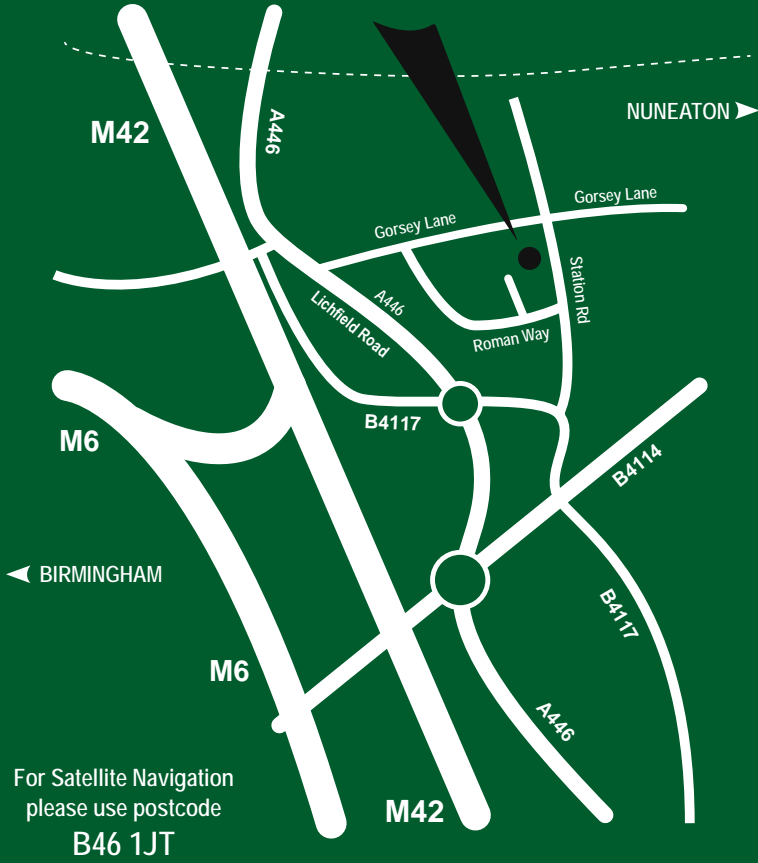 NUNEATON
M42
A446
Gorsey Lane
Gorsey Lane
Station Rd
A446
Lichfield Road
Roman Way
B4117
M6
B4114
BIRMINGHAM
B4117
M6
A446
For Satellite Navigation
please use postcode
B46 1JT
M42